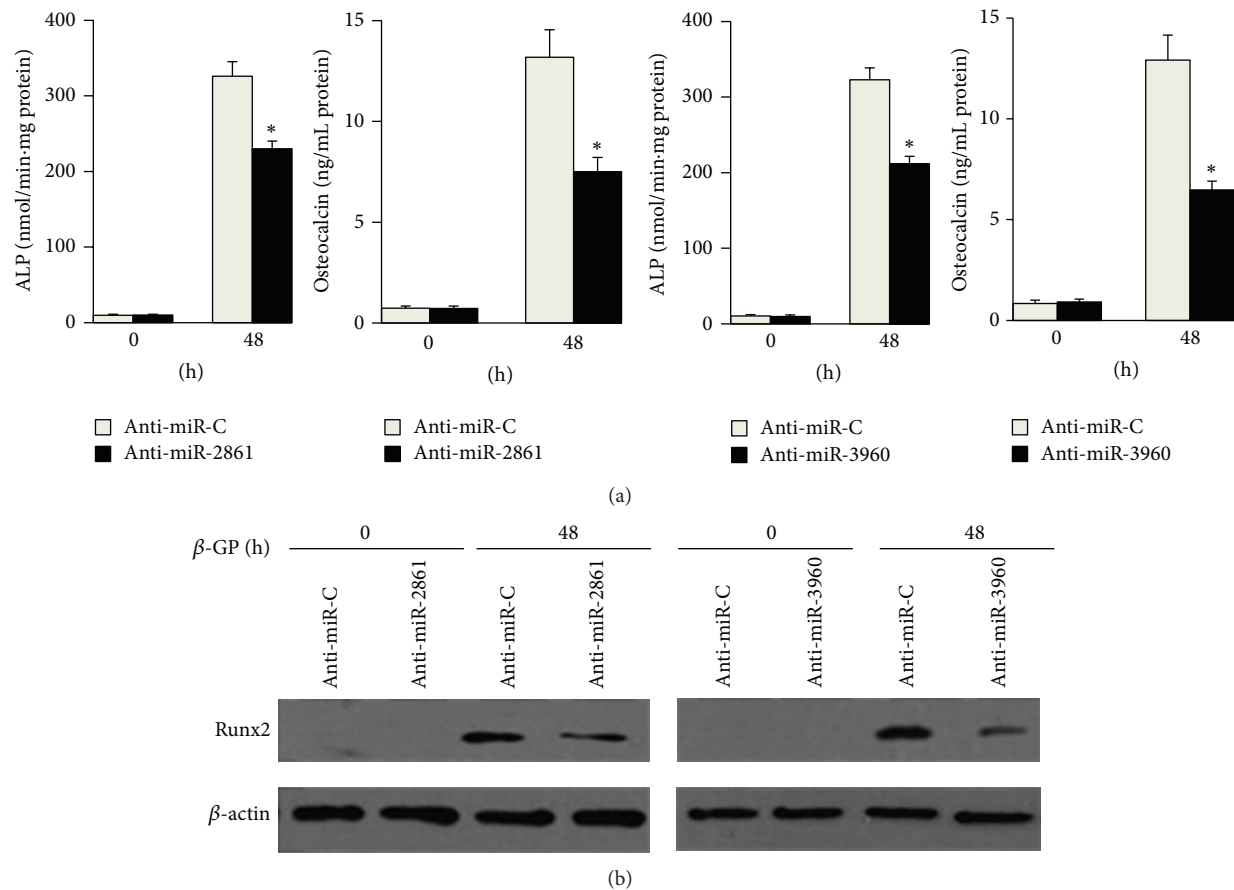 400
300
200
100
0
ALP (nmol/min·mg protein)
*
0 48
(h)
Anti-miR-C
Anti-miR-2861
15
10
5
0
Osteocalcin (ng/mL protein)
*
0 48
(h)
Anti-miR-C
Anti-miR-2861
400
300
200
100
0
ALP (nmol/min·mg protein)
*
0 48
(h)
Anti-miR-C
Anti-miR-3960
15
10
5
0
Osteocalcin (ng/mL protein)
*
0 48
(h)
Anti-miR-C
Anti-miR-3960
(a)
β-GP (h) 0 48 0 48
Anti-miR-C
Anti-miR-2861
Anti-miR-C
Anti-miR-2861
Anti-miR-C
Anti-miR-3960
Anti-miR-C
Anti-miR-3960
Runx2
β-actin
(b)